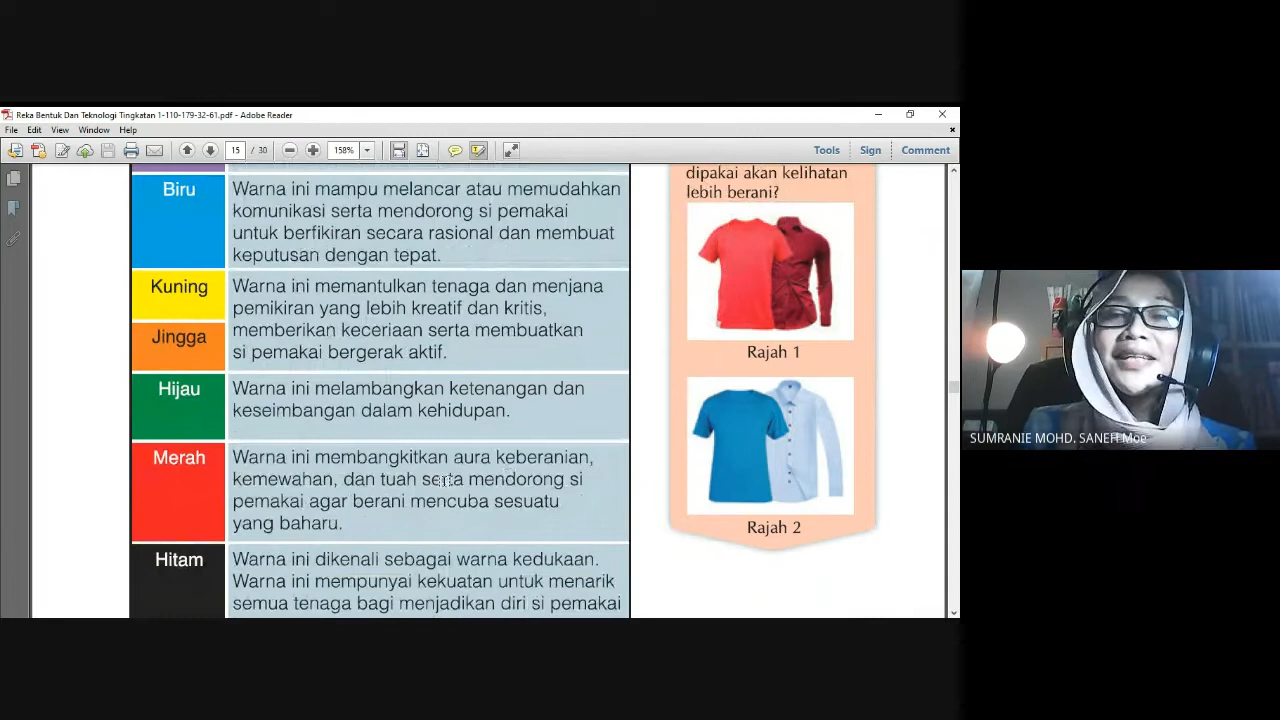 Reka Bentuk Dan Teknologi Tingkatan 1-110-179-32-61.pdf - Adobe Reader
File Edit View Window Help
15 / 30 158% Tools Sign Comment
Biru
Warna ini mampu melancar atau memudahkan
komunikasi serta mendorong si pemakai
untuk berfikiran secara rasional dan membuat
keputusan dengan tepat.
Kuning
Jingga
Warna ini memantulkan tenaga dan menjana
pemikiran yang lebih kreatif dan kritis,
memberikan keceriaan serta membuatkan
si pemakai bergerak aktif.
Hijau
Warna ini melambangkan ketenangan dan
keseimbangan dalam kehidupan.
Merah
Warna ini membangkitkan aura keberanian,
kemewahan, dan tuah serta mendorong si
pemakai agar berani mencuba sesuatu
yang baharu.
Hitam
Warna ini dikenali sebagai warna kedukaan.
Warna ini mempunyai kekuatan untuk menarik
semua tenaga bagi menjadikan diri si pemakai
dipakai akan kelihatan
lebih berani?
Rajah 1
Rajah 2
SUMRANIE MOHD. SANEH Moe